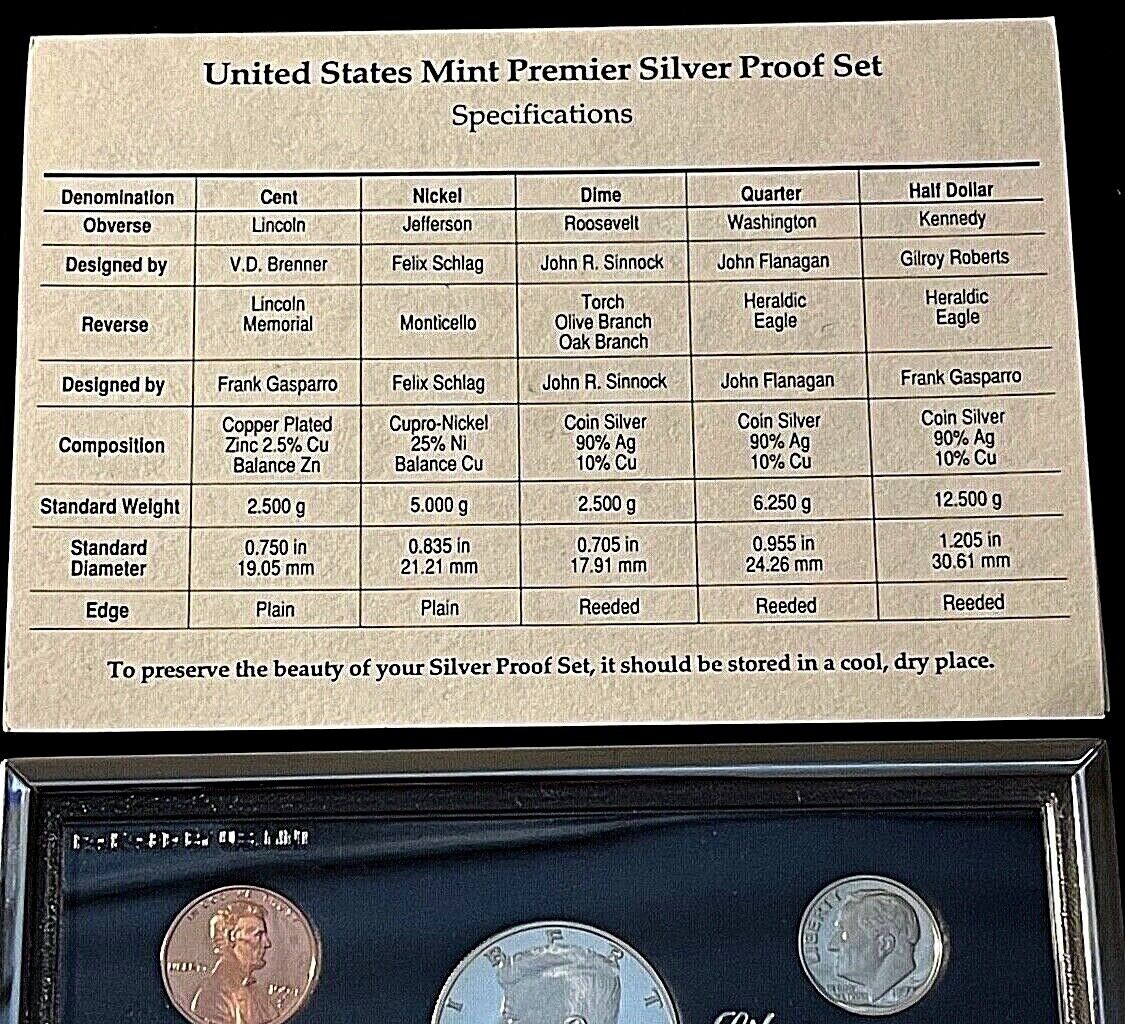 United States Mint Premier Silver Proof Set
Specifications
Denomination Cent Nickel Dime Quarter Half Dollar
Obverse Lincoln Jefferson Roosevelt Washington Kennedy
Designed by V.D. Brenner Felix Schlag John R. Sinnock John Flanagan Gilroy Roberts
Reverse Lincoln Memorial Monticello Torch Olive Branch Oak Branch Heraldic Eagle Heraldic Eagle
Designed by Frank Gasparro Felix Schlag John R. Sinnock John Flanagan Frank Gasparro
Composition Copper Plated Zinc 2.5% Cu Balance Zn Cupro-Nickel 25% Ni Balance Cu Coin Silver 90% Ag 10% Cu Coin Silver 90% Ag 10% Cu Coin Silver 90% Ag 10% Cu
Standard Weight 2.500 g 5.000 g 2.500 g 6.250 g 12.500 g
Standard Diameter 0.750 in 19.05 mm 0.835 in 21.21 mm 0.705 in 17.91 mm 0.955 in 24.26 mm 1.205 in 30.61 mm
Edge Plain Plain Reeded Reeded Reeded
To preserve the beauty of your Silver Proof Set, it should be stored in a cool, dry place.
LIBERTY